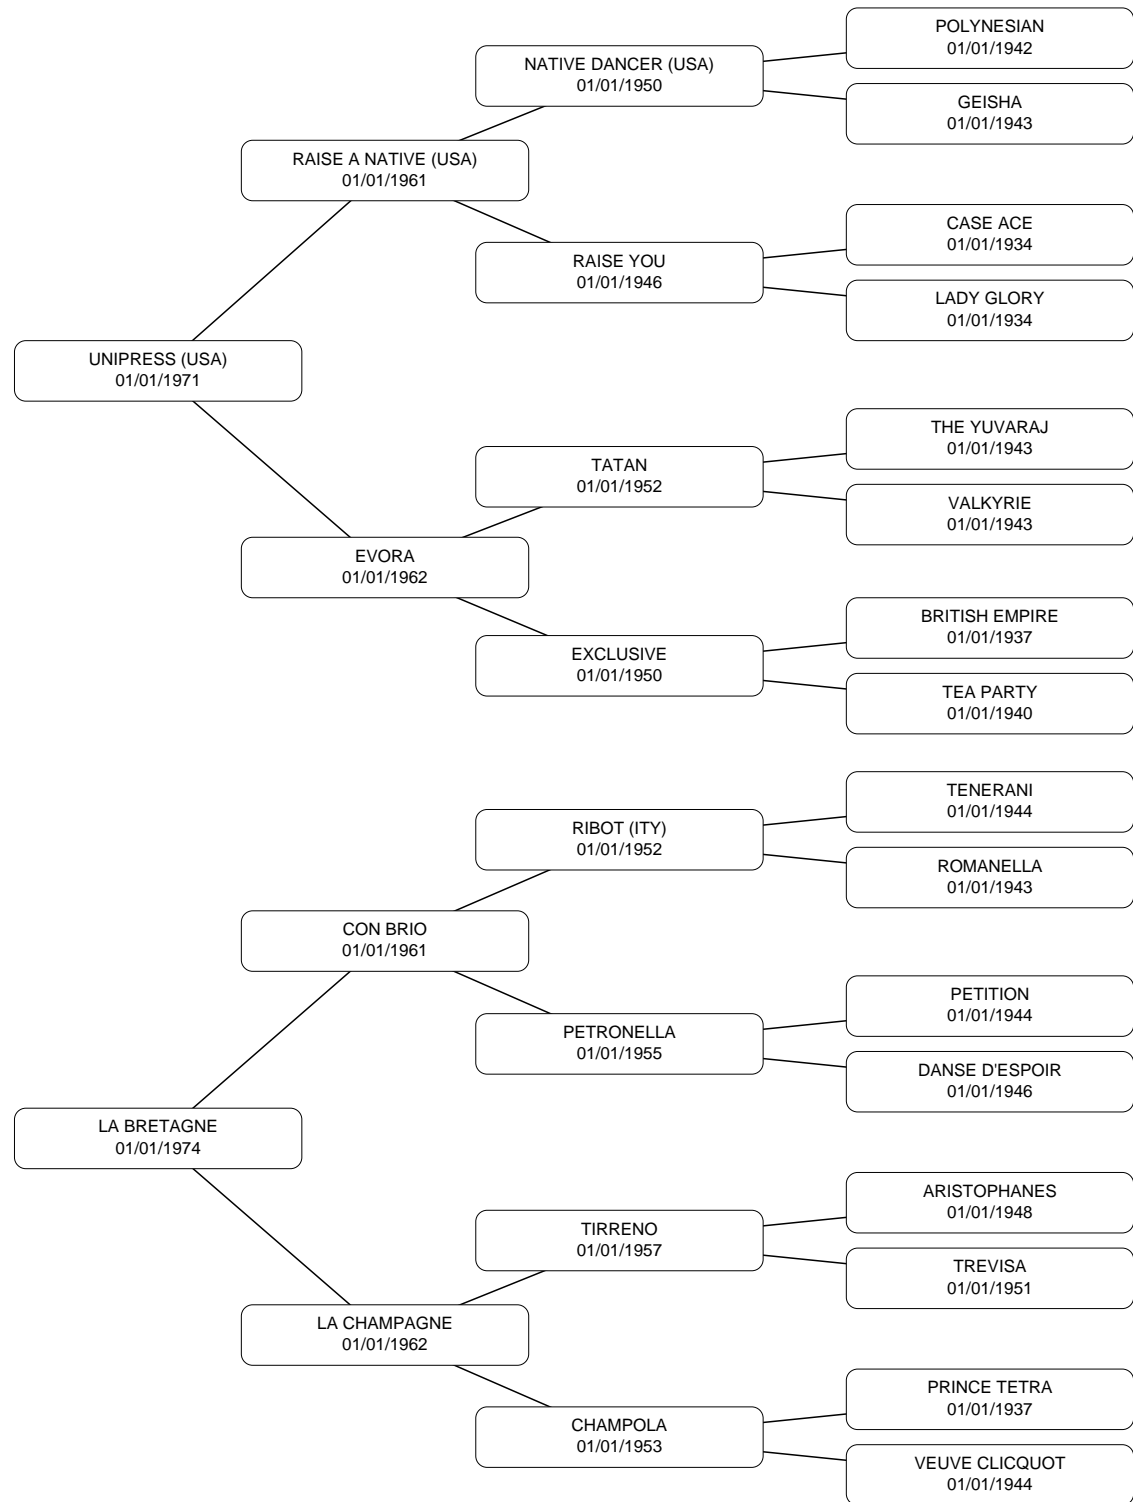 POLYNESIAN
01/01/1942
NATIVE DANCER (USA)
01/01/1950
GEISHA
01/01/1943
RAISE A NATIVE (USA)
01/01/1961
CASE ACE
01/01/1934
RAISE YOU
01/01/1946
LADY GLORY
01/01/1934
UNIPRESS (USA)
01/01/1971
THE YUVARAJ
01/01/1943
TATAN
01/01/1952
VALKYRIE
01/01/1943
EVORA
01/01/1962
BRITISH EMPIRE
01/01/1937
EXCLUSIVE
01/01/1950
TEA PARTY
01/01/1940
TENERANI
01/01/1944
RIBOT (ITY)
01/01/1952
ROMANELLA
01/01/1943
CON BRIO
01/01/1961
PETITION
01/01/1944
PETRONELLA
01/01/1955
DANSE D'ESPOIR
01/01/1946
LA BRETAGNE
01/01/1974
ARISTOPHANES
01/01/1948
TIRRENO
01/01/1957
TREVISA
01/01/1951
LA CHAMPAGNE
01/01/1962
PRINCE TETRA
01/01/1937
CHAMPOLA
01/01/1953
VEUVE CLICQUOT
01/01/1944